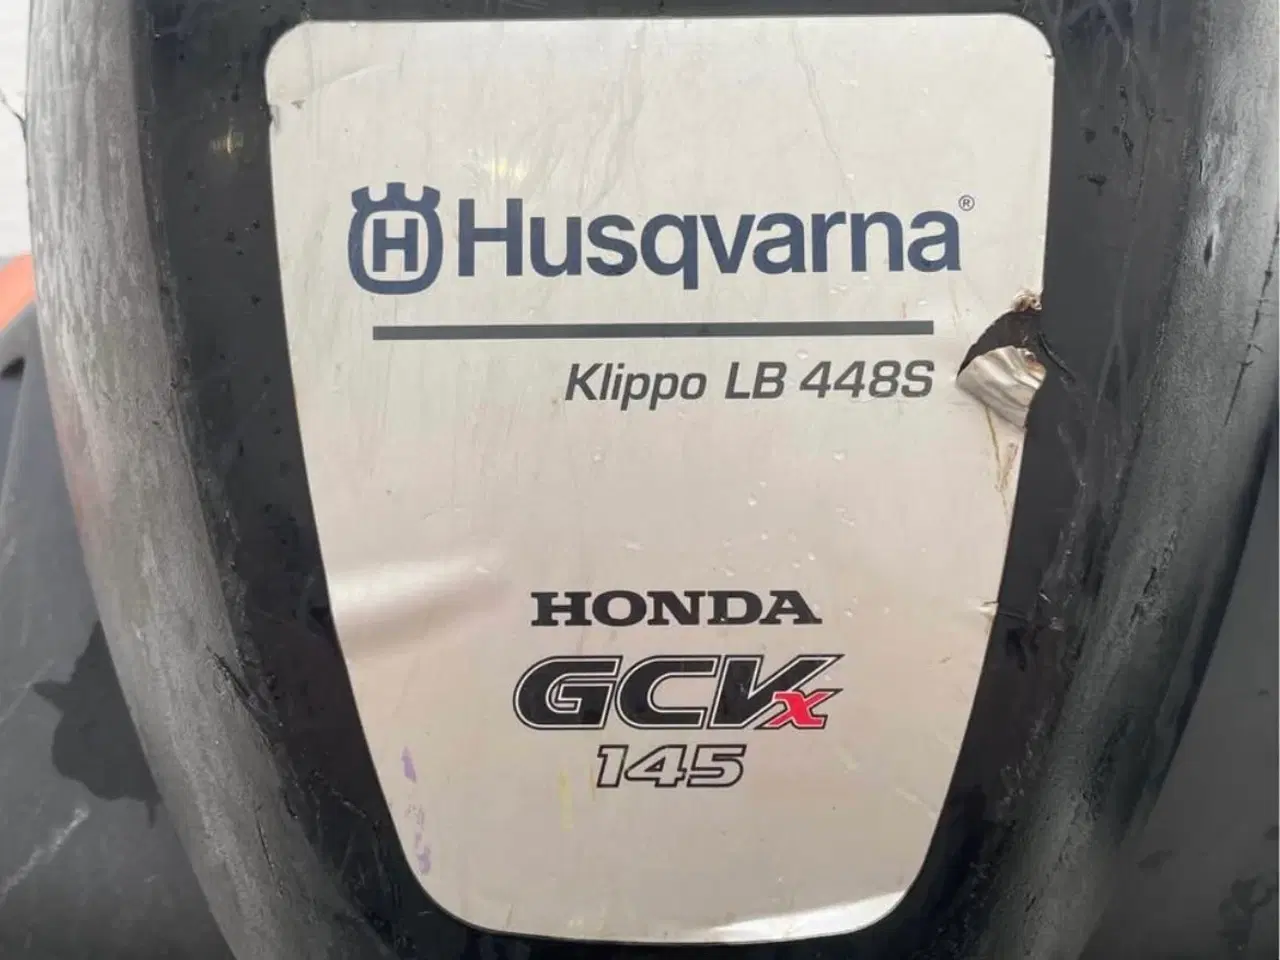 H Husqvarna®
Klippo LB 448S
HONDA
GCVx
145